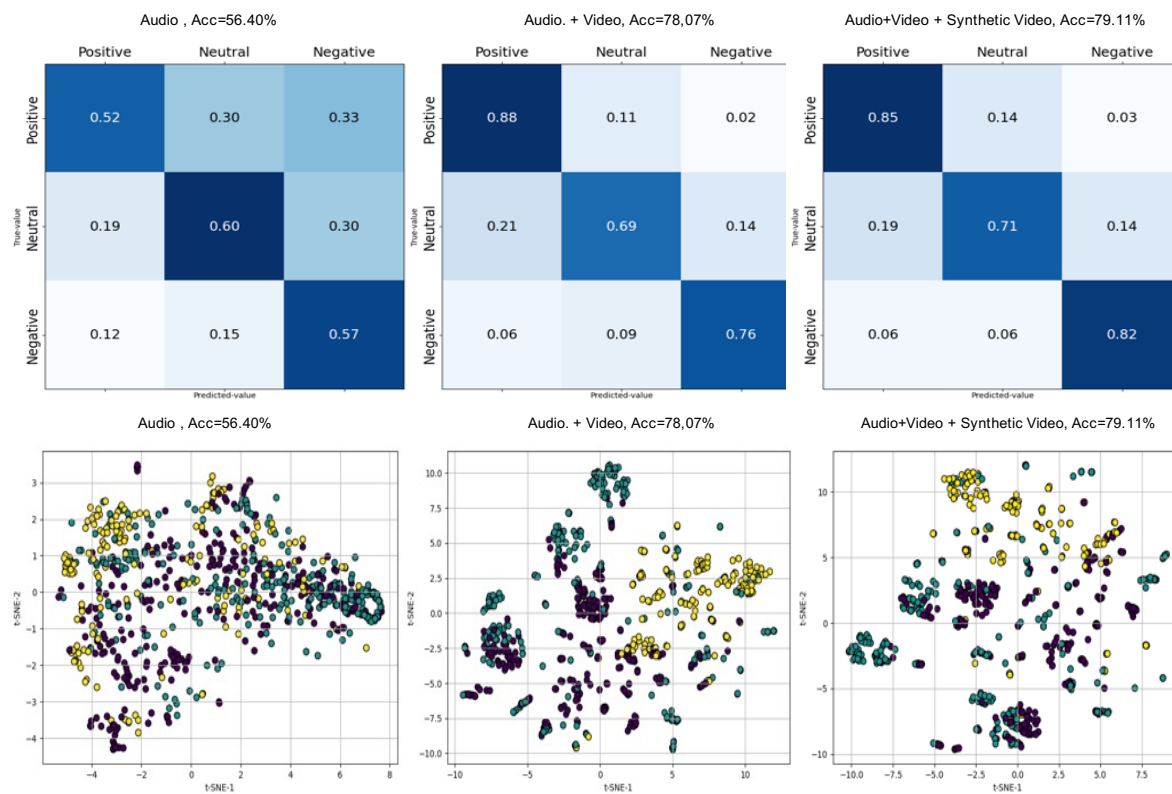 Audio , Acc=56.40%
Audio. + Video, Acc=78,07%
Audio+Video + Synthetic Video, Acc=79.11%
Positive Neutral Negative
Positive Neutral Negative
Positive Neutral Negative
Positive 0.52 0.30 0.33
True-value
Neutral 0.19 0.60 0.30
Negative 0.12 0.15 0.57
Predicted-value
Positive 0.88 0.11 0.02
True-value
Neutral 0.21 0.69 0.14
Negative 0.06 0.09 0.76
Predicted-value
Positive 0.85 0.14 0.03
True-value
Neutral 0.19 0.71 0.14
Negative 0.06 0.06 0.82
Predicted-value
Audio , Acc=56.40%
Audio. + Video, Acc=78,07%
Audio+Video + Synthetic Video, Acc=79.11%
3
2
1
0
−1
−2
−3
−4
t-SNE-2
−4 −2 0 2 4 6 8
t-SNE-1
10.0
7.5
5.0
2.5
0.0
−2.5
−5.0
−7.5
−10.0
t-SNE-2
−10 −5 0 5 10
t-SNE-1
10
5
0
−5
−10
t-SNE-2
−10.0 −7.5 −5.0 −2.5 0.0 2.5 5.0 7.5
t-SNE-1